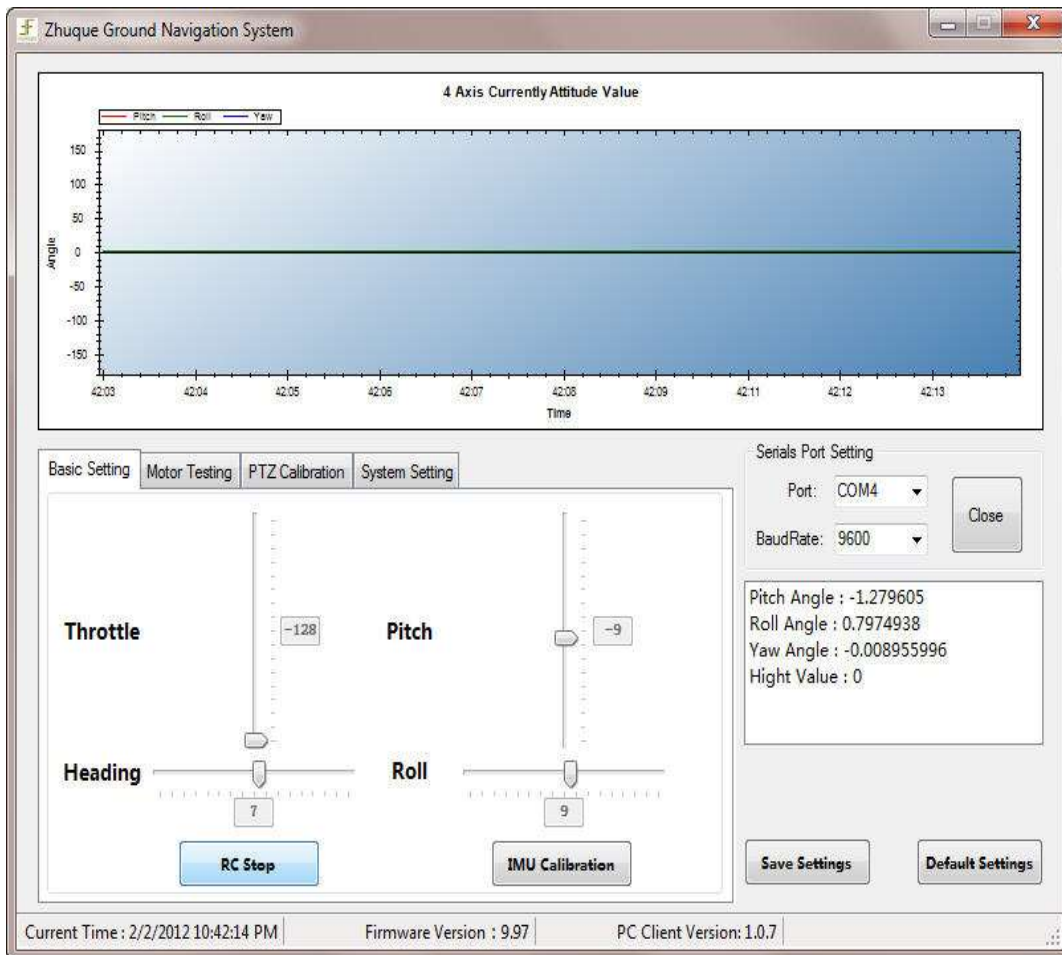 Zhuque Ground Navigation System
4 Axis Currently Attitude Value
Pitch Roll Yaw
150
100
50
0
-50
-100
-150
Angle
42:03 42:04 42:05 42:06 42:07 42:08 42:09 42:11 42:12 42:13
Time
Basic Setting Motor Testing PTZ Calibration System Setting
Throttle -128
Pitch -9
Heading
7
Roll
9
RC Stop
IMU Calibration
Serials Port Setting
Port: COM4
BaudRate: 9600
Close
Pitch Angle : -1.279605
Roll Angle : 0.7974938
Yaw Angle : -0.008955996
Hight Value : 0
Save Settings
Default Settings
Current Time : 2/2/2012 10:42:14 PM Firmware Version : 9.97 PC Client Version: 1.0.7